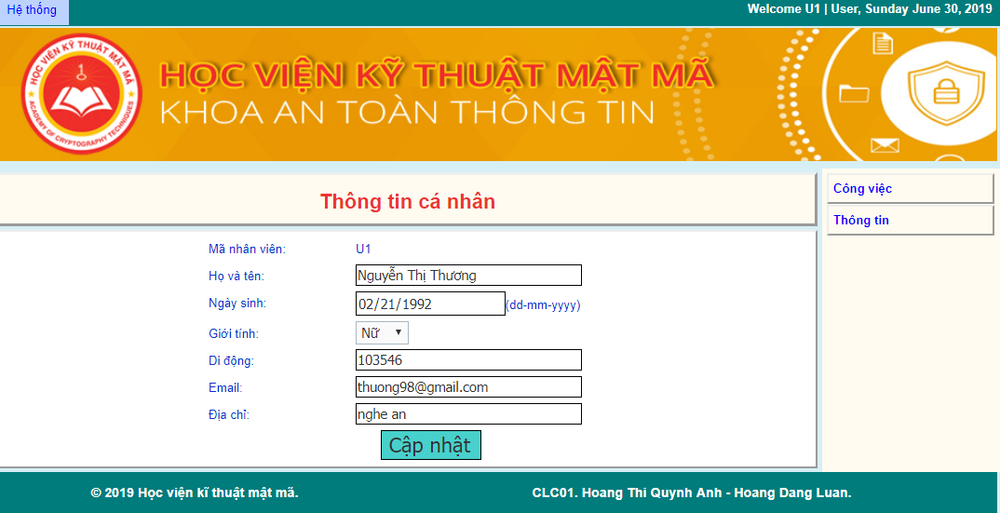 Hệ thống
Welcome U1 | User, Sunday June 30, 2019
HỌC VIỆN KỸ THUẬT MẬT MÃ
ACADEMY OF CRYPTOGRAPHY TECHNIQUES
HỌC VIỆN KỸ THUẬT MẬT MÃ
KHOA AN TOÀN THÔNG TIN
Thông tin cá nhân
Mã nhân viên: U1
Họ và tên: Nguyễn Thị Thương
Ngày sinh: 02/21/1992 (dd-mm-yyyy)
Giới tính: Nữ
Di động: 103546
Email: thuong98@gmail.com
Địa chỉ: nghe an
Cập nhật
Công việc
Thông tin
© 2019 Học viện kĩ thuật mật mã.
CLC01. Hoang Thi Quynh Anh - Hoang Dang Luan.